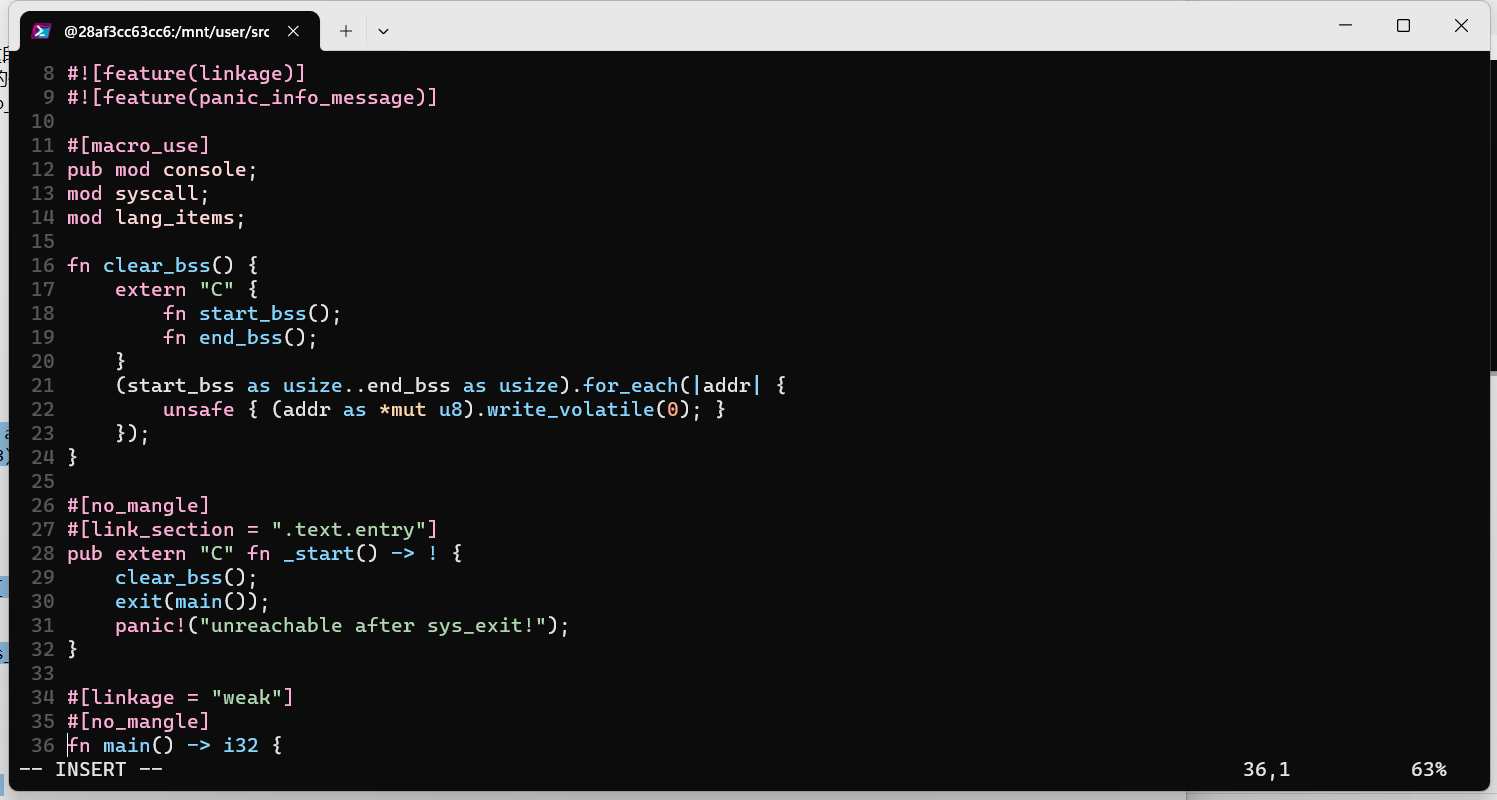 @28af3cc63cc6:/mnt/user/src
8 #![feature(linkage)]
9 #![feature(panic_info_message)]
10
11 #[macro_use]
12 pub mod console;
13 mod syscall;
14 mod lang_items;
15
16 fn clear_bss() {
17     extern "C" {
18         fn start_bss();
19         fn end_bss();
20     }
21     (start_bss as usize..end_bss as usize).for_each(|addr| {
22         unsafe { (addr as *mut u8).write_volatile(0); }
23     });
24 }
25
26 #[no_mangle]
27 #[link_section = ".text.entry"]
28 pub extern "C" fn _start() -> ! {
29     clear_bss();
30     exit(main());
31     panic!("unreachable after sys_exit!");
32 }
33
34 #[linkage = "weak"]
35 #[no_mangle]
36 fn main() -> i32 {
-- INSERT -- 36,1 63%